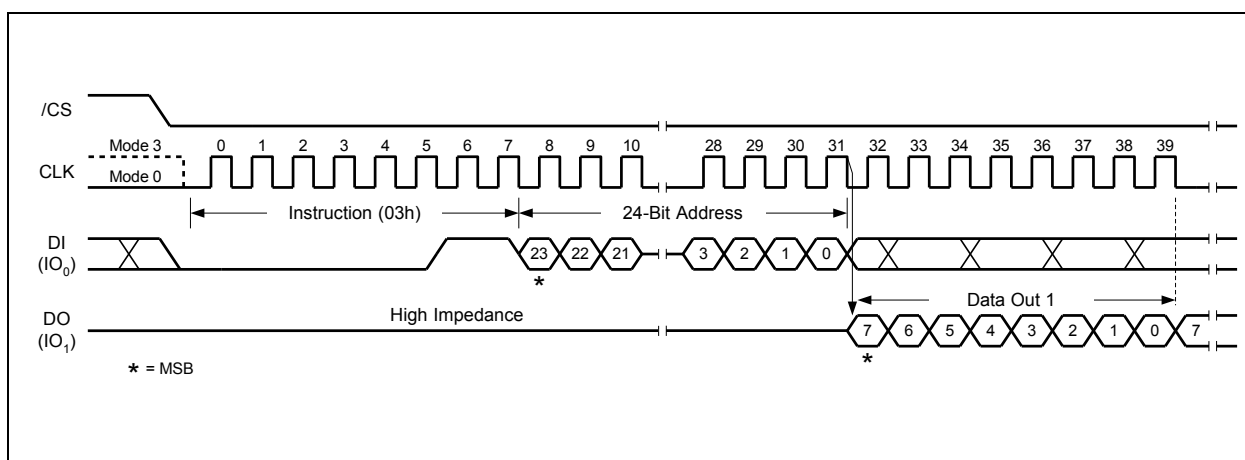 /CS
Mode 3
0 1 2 3 4 5 6 7 8 9 10 28 29 30 31 32 33 34 35 36 37 38 39
CLK
Mode 0
Instruction (03h) 24-Bit Address
DI
(IO0)
23 22 21 3 2 1 0
*
Data Out 1
High Impedance
DO
(IO1)
7 6 5 4 3 2 1 0 7
*
* = MSB